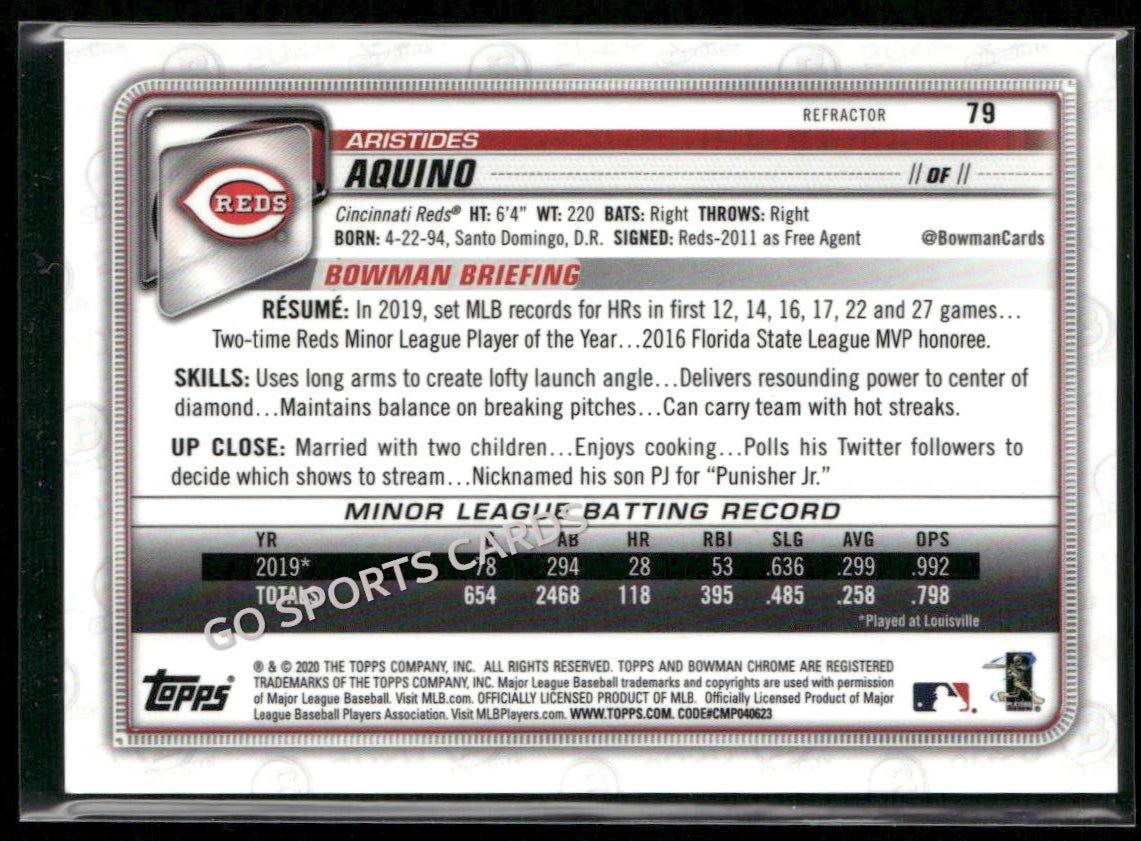 REFRACTOR 79
ARISTIDES
REDS AQUINO // OF //
Cincinnati Reds® HT: 6'4" WT: 220 BATS: Right THROWS: Right
BORN: 4-22-94, Santo Domingo, D.R. SIGNED: Reds-2011 as Free Agent @BowmanCards
BOWMAN BRIEFING
RÉSUMÉ: In 2019, set MLB records for HRs in first 12, 14, 16, 17, 22 and 27 games...
Two-time Reds Minor League Player of the Year...2016 Florida State League MVP honoree.
SKILLS: Uses long arms to create lofty launch angle...Delivers resounding power to center of
diamond...Maintains balance on breaking pitches...Can carry team with hot streaks.
UP CLOSE: Married with two children...Enjoys cooking...Polls his Twitter followers to
decide which shows to stream...Nicknamed his son PJ for "Punisher Jr."
MINOR LEAGUE BATTING RECORD
YR AB HR RBI SLG AVG OPS
2019* 78 294 28 53 .636 .299 .992
TOTALS 654 2468 118 395 .485 .258 .798
*Played at Louisville
GO SPORTS CARDS
® & © 2020 THE TOPPS COMPANY, INC. ALL RIGHTS RESERVED. TOPPS AND BOWMAN CHROME ARE REGISTERED
TRADEMARKS OF THE TOPPS COMPANY, INC. Major League Baseball trademarks and copyrights are used with permission
of Major League Baseball. Visit MLB.com. OFFICIALLY LICENSED PRODUCT OF MLB. Officially Licensed Product of Major
League Baseball Players Association. Visit MLBPlayers.com. WWW.TOPPS.COM. CODE#CMP040623
Topps®